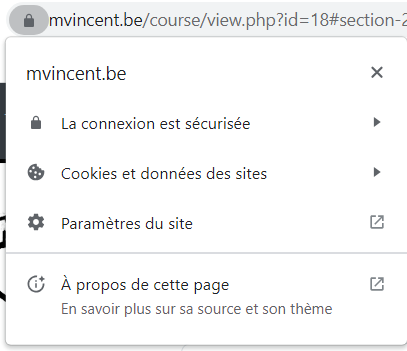 mvincent.be/course/view.php?id=18#section-2
mvincent.be
La connexion est sécurisée
Cookies et données des sites
Paramètres du site
À propos de cette page
En savoir plus sur sa source et son thème